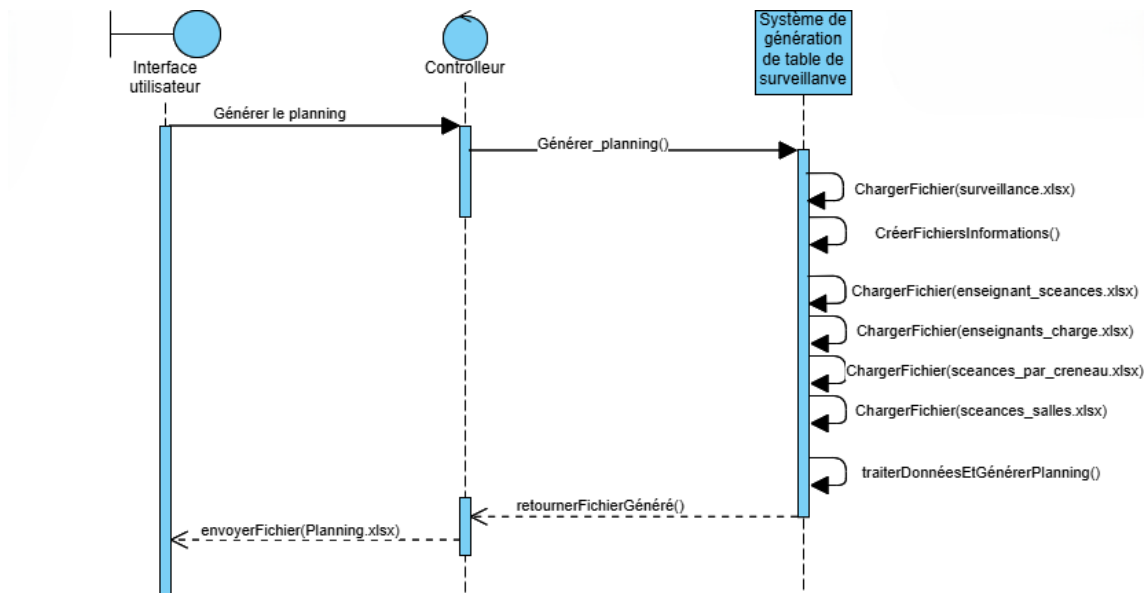 Interface
utilisateur
Controlleur
Système de
génération
de table de
surveillanve
Générer le planning
Générer_planning()
ChargerFichier(surveillance.xlsx)
CréerFichiersInformations()
ChargerFichier(enseignant_sceances.xlsx)
ChargerFichier(enseignants_charge.xlsx)
ChargerFichier(sceances_par_creneau.xlsx)
ChargerFichier(sceances_salles.xlsx)
traiterDonnéesEtGénérerPlanning()
retournerFichierGénéré()
envoyerFichier(Planning.xlsx)